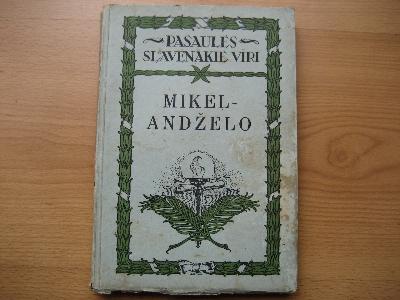 PASAULES
SLAVENAKIE VIRI
MIKEL-
ANDŽELO